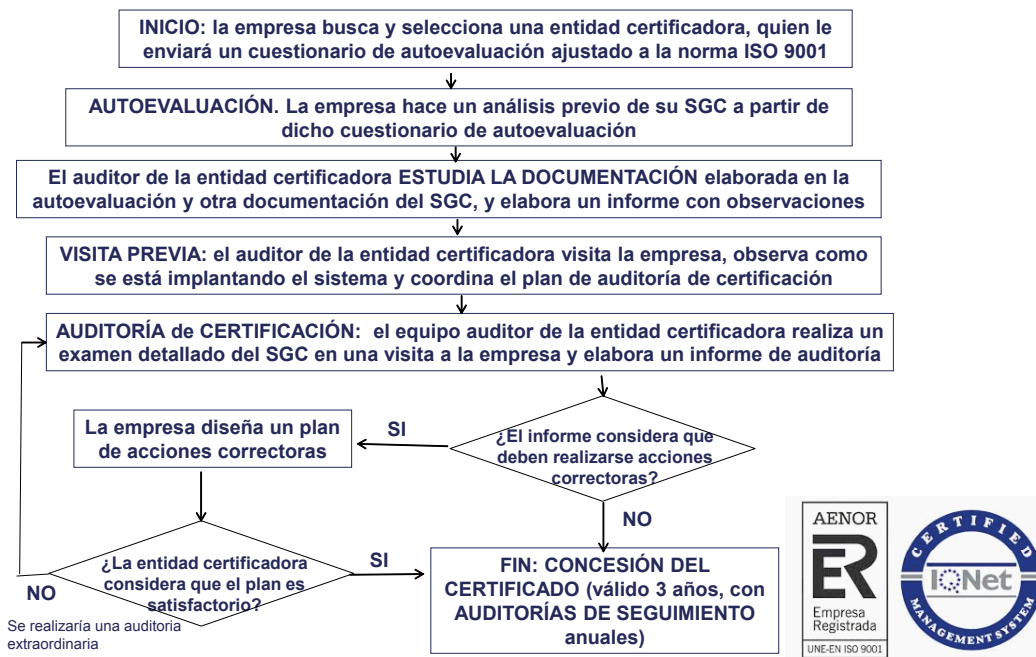 INICIO: la empresa busca y selecciona una entidad certificadora, quien le
enviará un cuestionario de autoevaluación ajustado a la norma ISO 9001
AUTOEVALUACIÓN. La empresa hace un análisis previo de su SGC a partir de
dicho cuestionario de autoevaluación
El auditor de la entidad certificadora ESTUDIA LA DOCUMENTACIÓN elaborada en la
autoevaluación y otra documentación del SGC, y elabora un informe con observaciones
VISITA PREVIA: el auditor de la entidad certificadora visita la empresa, observa como
se está implantando el sistema y coordina el plan de auditoría de certificación
AUDITORÍA de CERTIFICACIÓN: el equipo auditor de la entidad certificadora realiza un
examen detallado del SGC en una visita a la empresa y elabora un informe de auditoría
La empresa diseña un plan
de acciones correctoras
SI
¿El informe considera que
deben realizarse acciones
correctoras?
NO
¿La entidad certificadora
considera que el plan es
satisfactorio?
SI
NO
Se realizaría una auditoria
extraordinaria
FIN: CONCESIÓN DEL
CERTIFICADO (válido 3 años, con
AUDITORÍAS DE SEGUIMIENTO
anuales)
AENOR
ER
Empresa
Registrada
UNE-EN ISO 9001
CERTIFIED
IQNet
MANAGEMENT SYSTEM